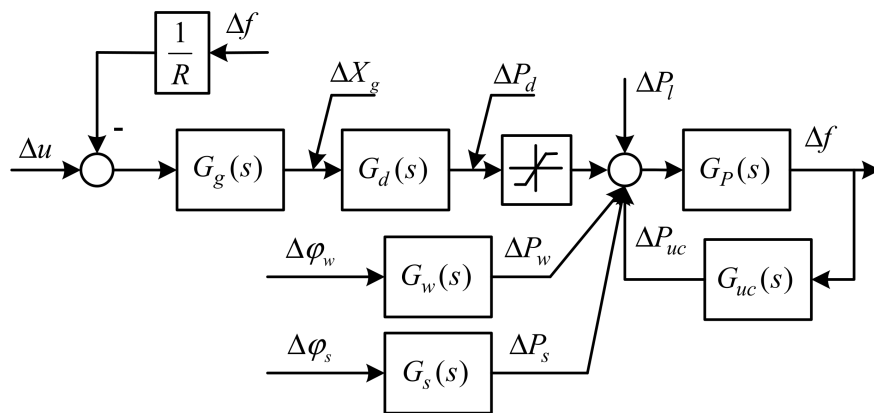 1/R
Δf
-
ΔX_g
ΔP_d
ΔP_l
Δu
G_g(s)
G_d(s)
G_P(s)
Δf
Δφ_w
G_w(s)
ΔP_w
ΔP_uc
G_uc(s)
Δφ_s
G_s(s)
ΔP_s